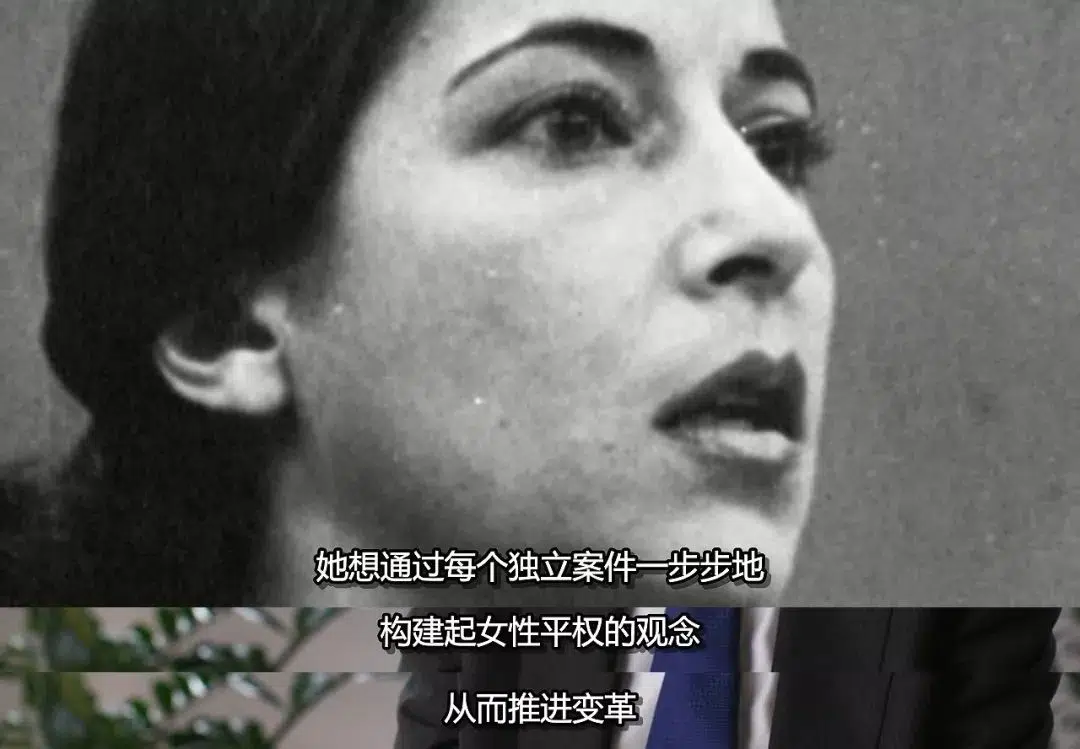 她想通过每个独立案件一步步地
构建起女性平权的观念
从而推进变革